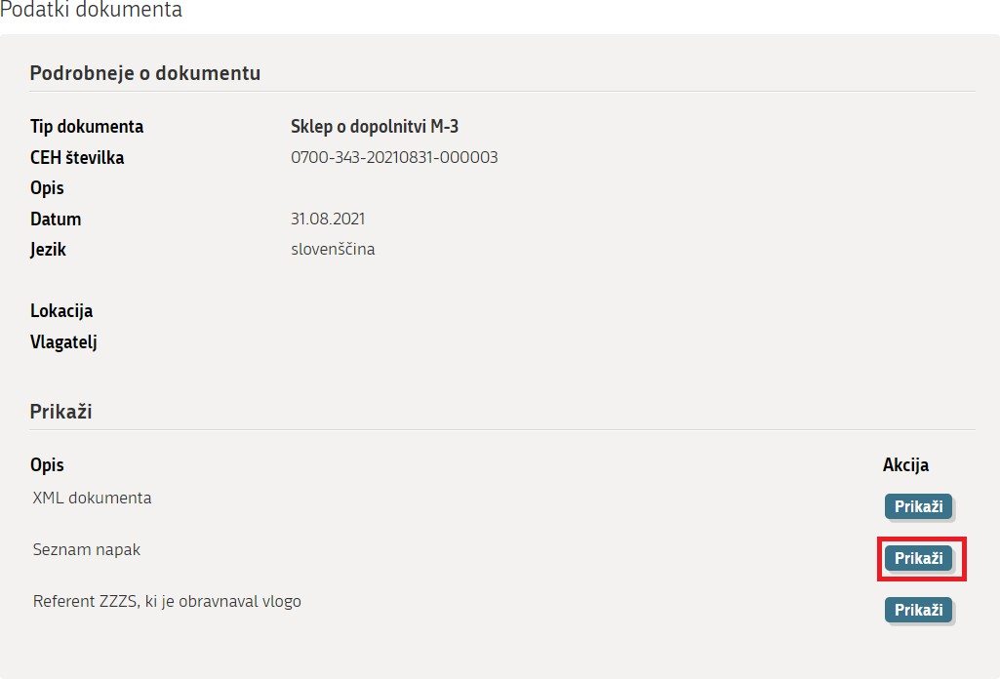 Podatki dokumenta
Podrobneje o dokumentu
Tip dokumenta Sklep o dopolnitvi M-3
CEH številka 0700-343-20210831-000003
Opis
Datum 31.08.2021
Jezik slovenščina
Lokacija
Vlagatelj
Prikaži
Opis Akcija
XML dokumenta Prikaži
Seznam napak Prikaži
Referent ZZZS, ki je obravnaval vlogo Prikaži